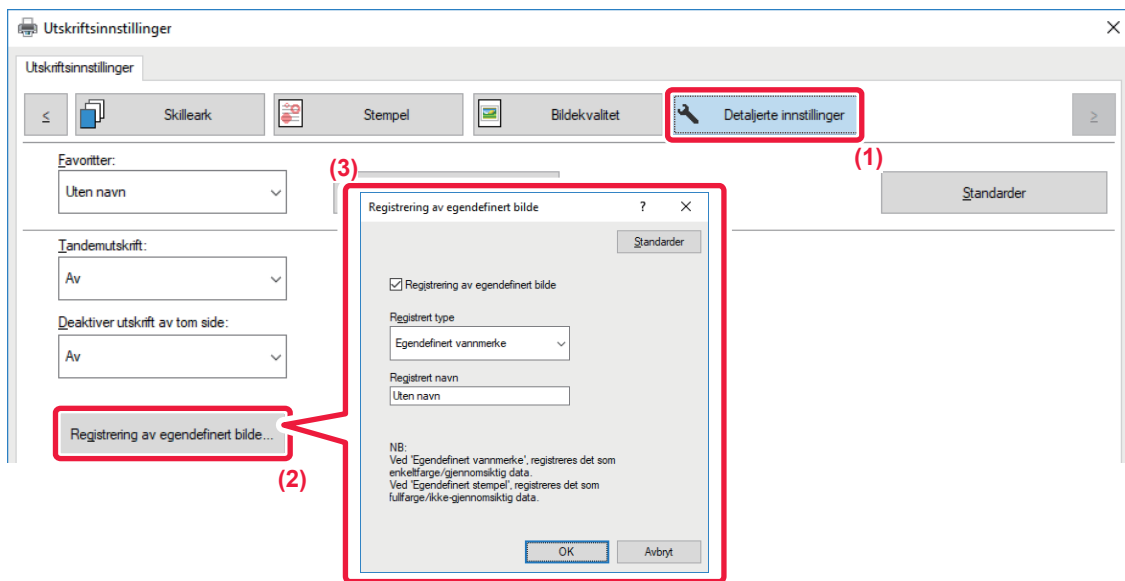 Utskriftsinnstillinger
Utskriftsinnstillinger
< Skilleark Stempel Bildekvalitet Detaljerte innstillinger >
(1)
Favoritter:
Uten navn
Standarder
Tandemutskrift:
Av
Deaktiver utskrift av tom side:
Av
Registrering av egendefinert bilde...
(2)
(3)
Registrering av egendefinert bilde ?
Standarder
Registrering av egendefinert bilde
Registrert type
Egendefinert vannmerke
Registrert navn
Uten navn
NB:
Ved 'Egendefinert vannmerke', registreres det som
enkeltfarge/gjennomsiktig data.
Ved 'Egendefinert stempel', registreres det som
fullfarge/ikke-gjennomsiktig data.
OK Avbryt